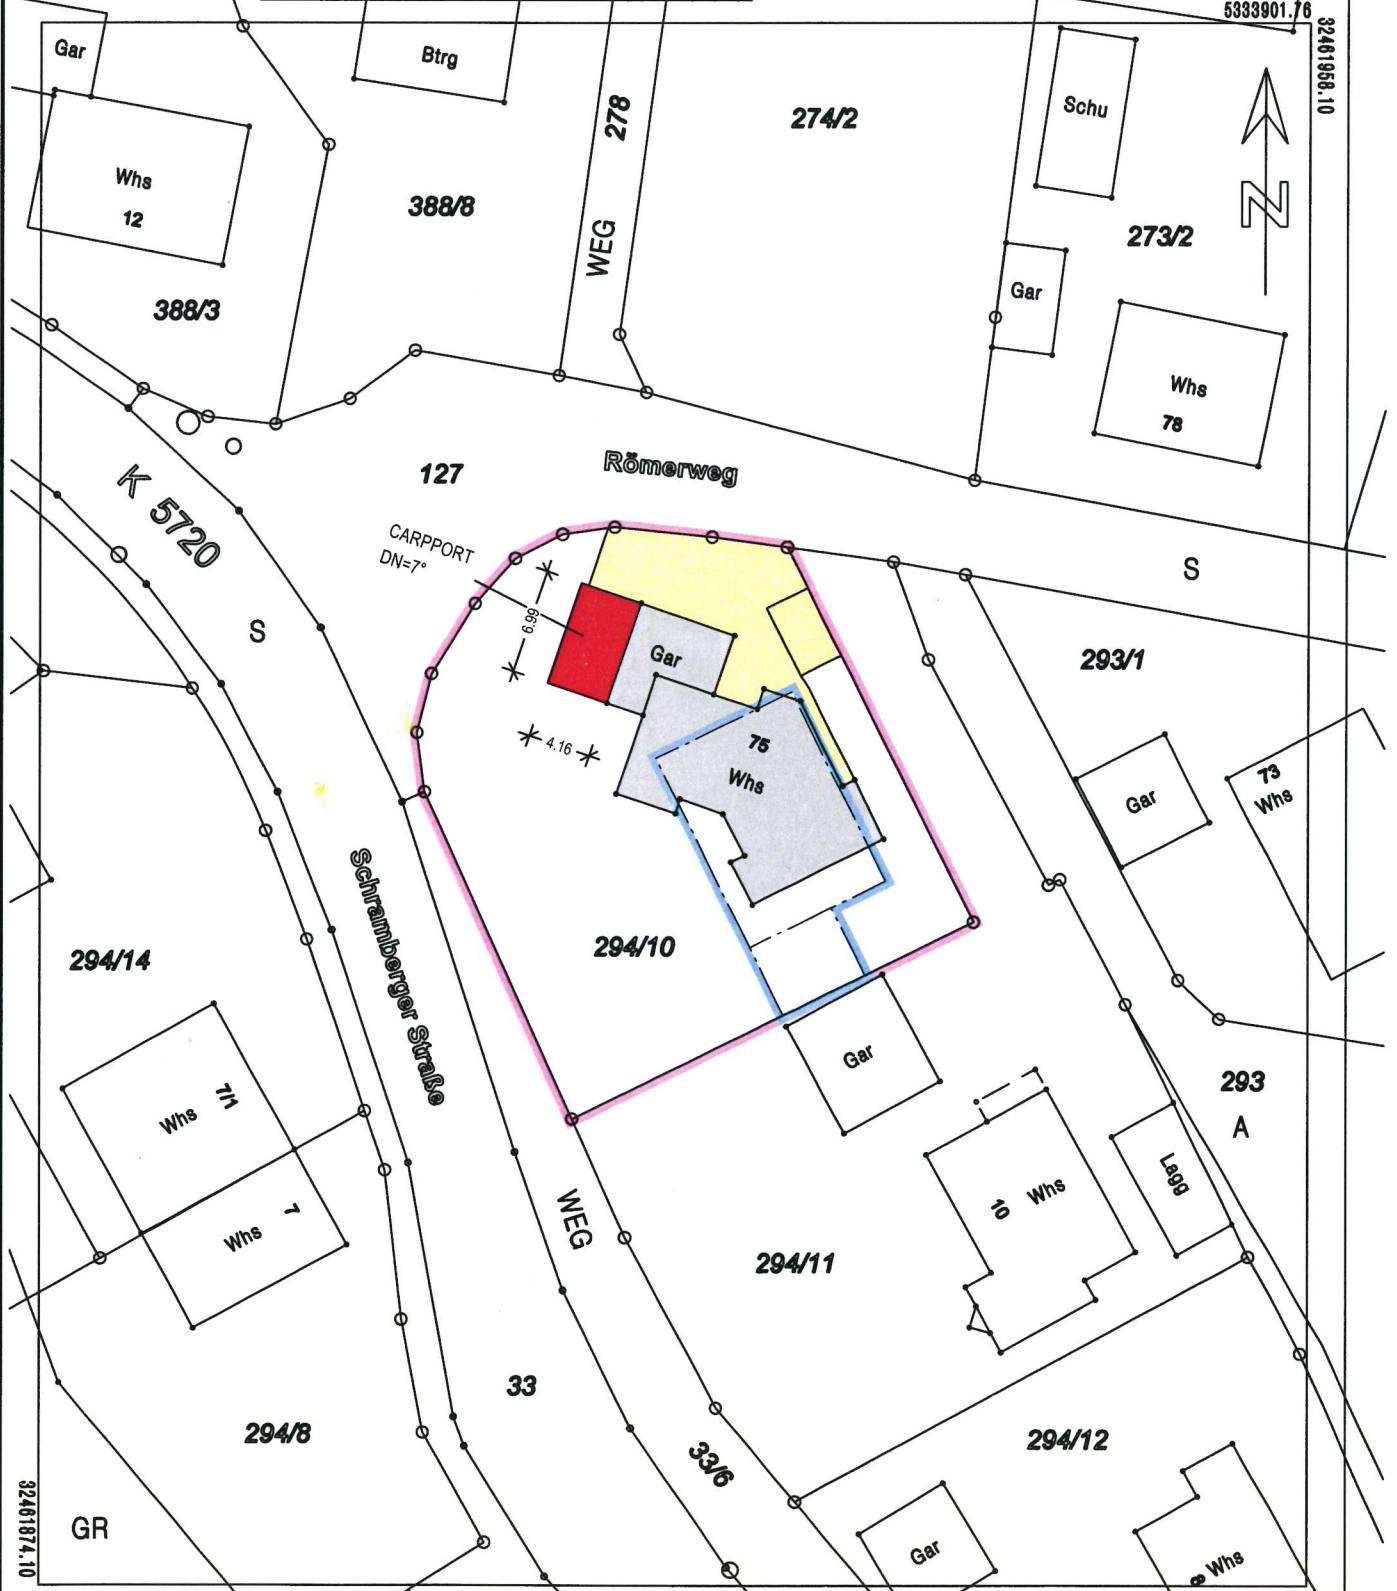 5333901.76
32461958.10
Gar
Btrg
278
274/2
Schu
Whs
12
388/8
WEG
N
273/2
388/3
Gar
Whs
78
127
Römerweg
K 5720
CARPPORT
DN=7°
S
S
6.99
Gar
293/1
4.16
75
Whs
Gar
73
Whs
Schramberger Straße
294/14
294/10
Gar
293
A
7/1
Whs
Lagg
10
Whs
WEG
7
Whs
294/11
33
294/8
33/6
294/12
32461874.10
GR
Gar
8
Whs